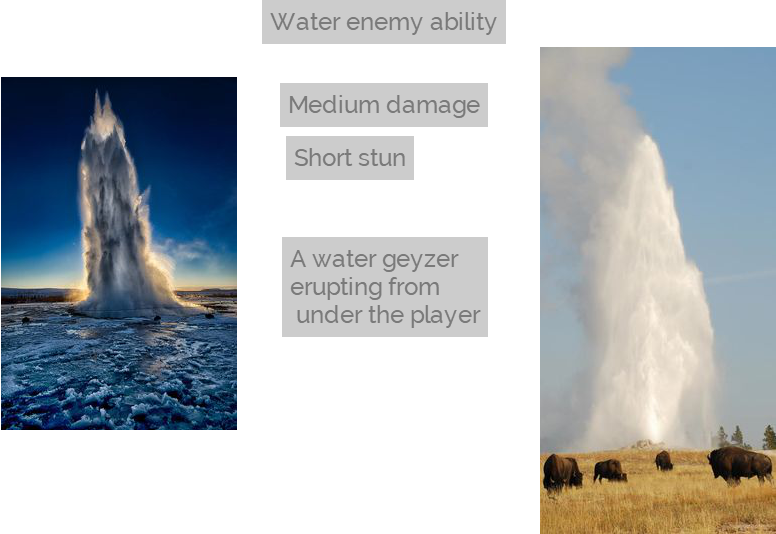 Water enemy ability
Medium damage
Short stun
A water geyzer
erupting from
under the player